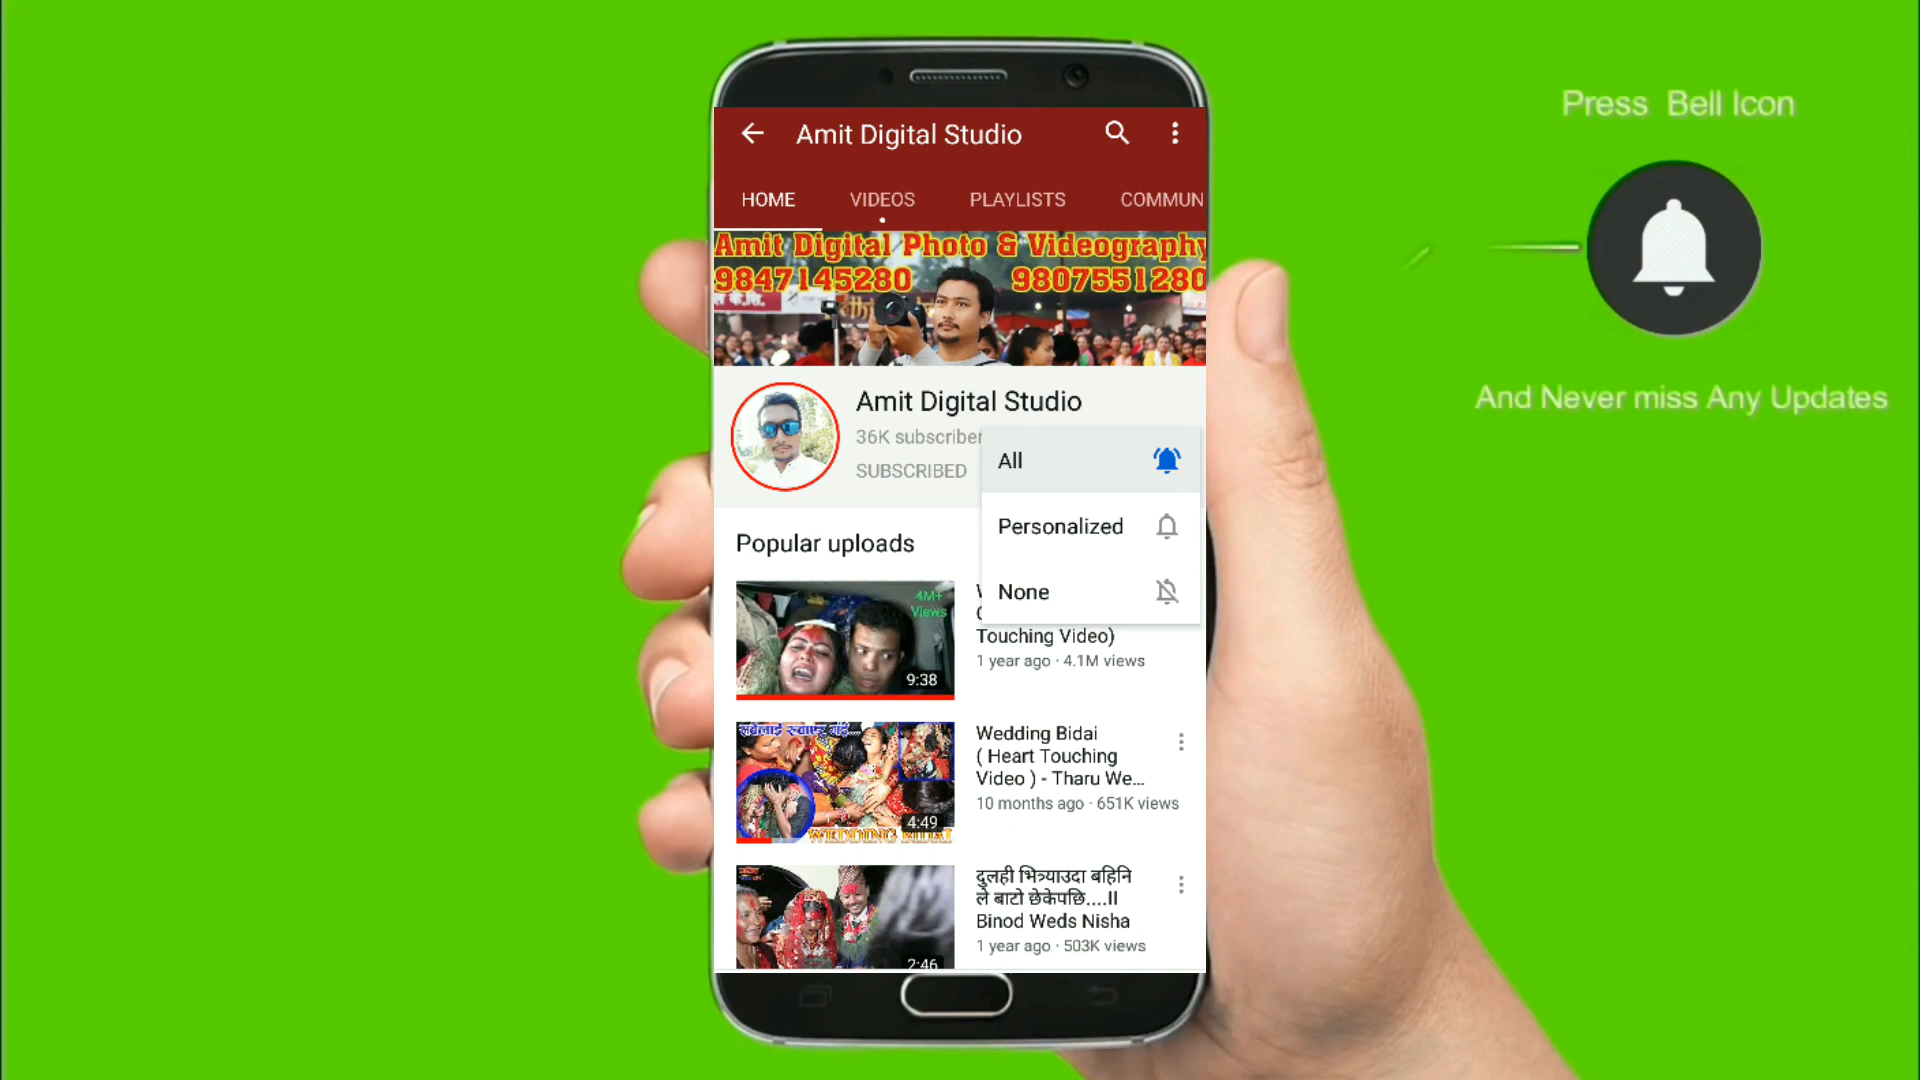 Press Bell Icon
And Never miss Any Updates
Amit Digital Studio
HOME VIDEOS PLAYLISTS COMMUN
Amit Digital Photo & Videography
9847145280 9807551280
Amit Digital Studio
36K subscriber
SUBSCRIBED
All
Personalized
None
Popular uploads
4M+
Views
9:38
Touching Video)
1 year ago · 4.1M views
4:49
WEDDING BIDAI
Wedding Bidai
( Heart Touching
Video ) - Tharu We...
10 months ago · 651K views
2:46
दुलही भित्र्याउदा बहिनि
ले बाटो छेकेपछि....II
Binod Weds Nisha
1 year ago · 503K views